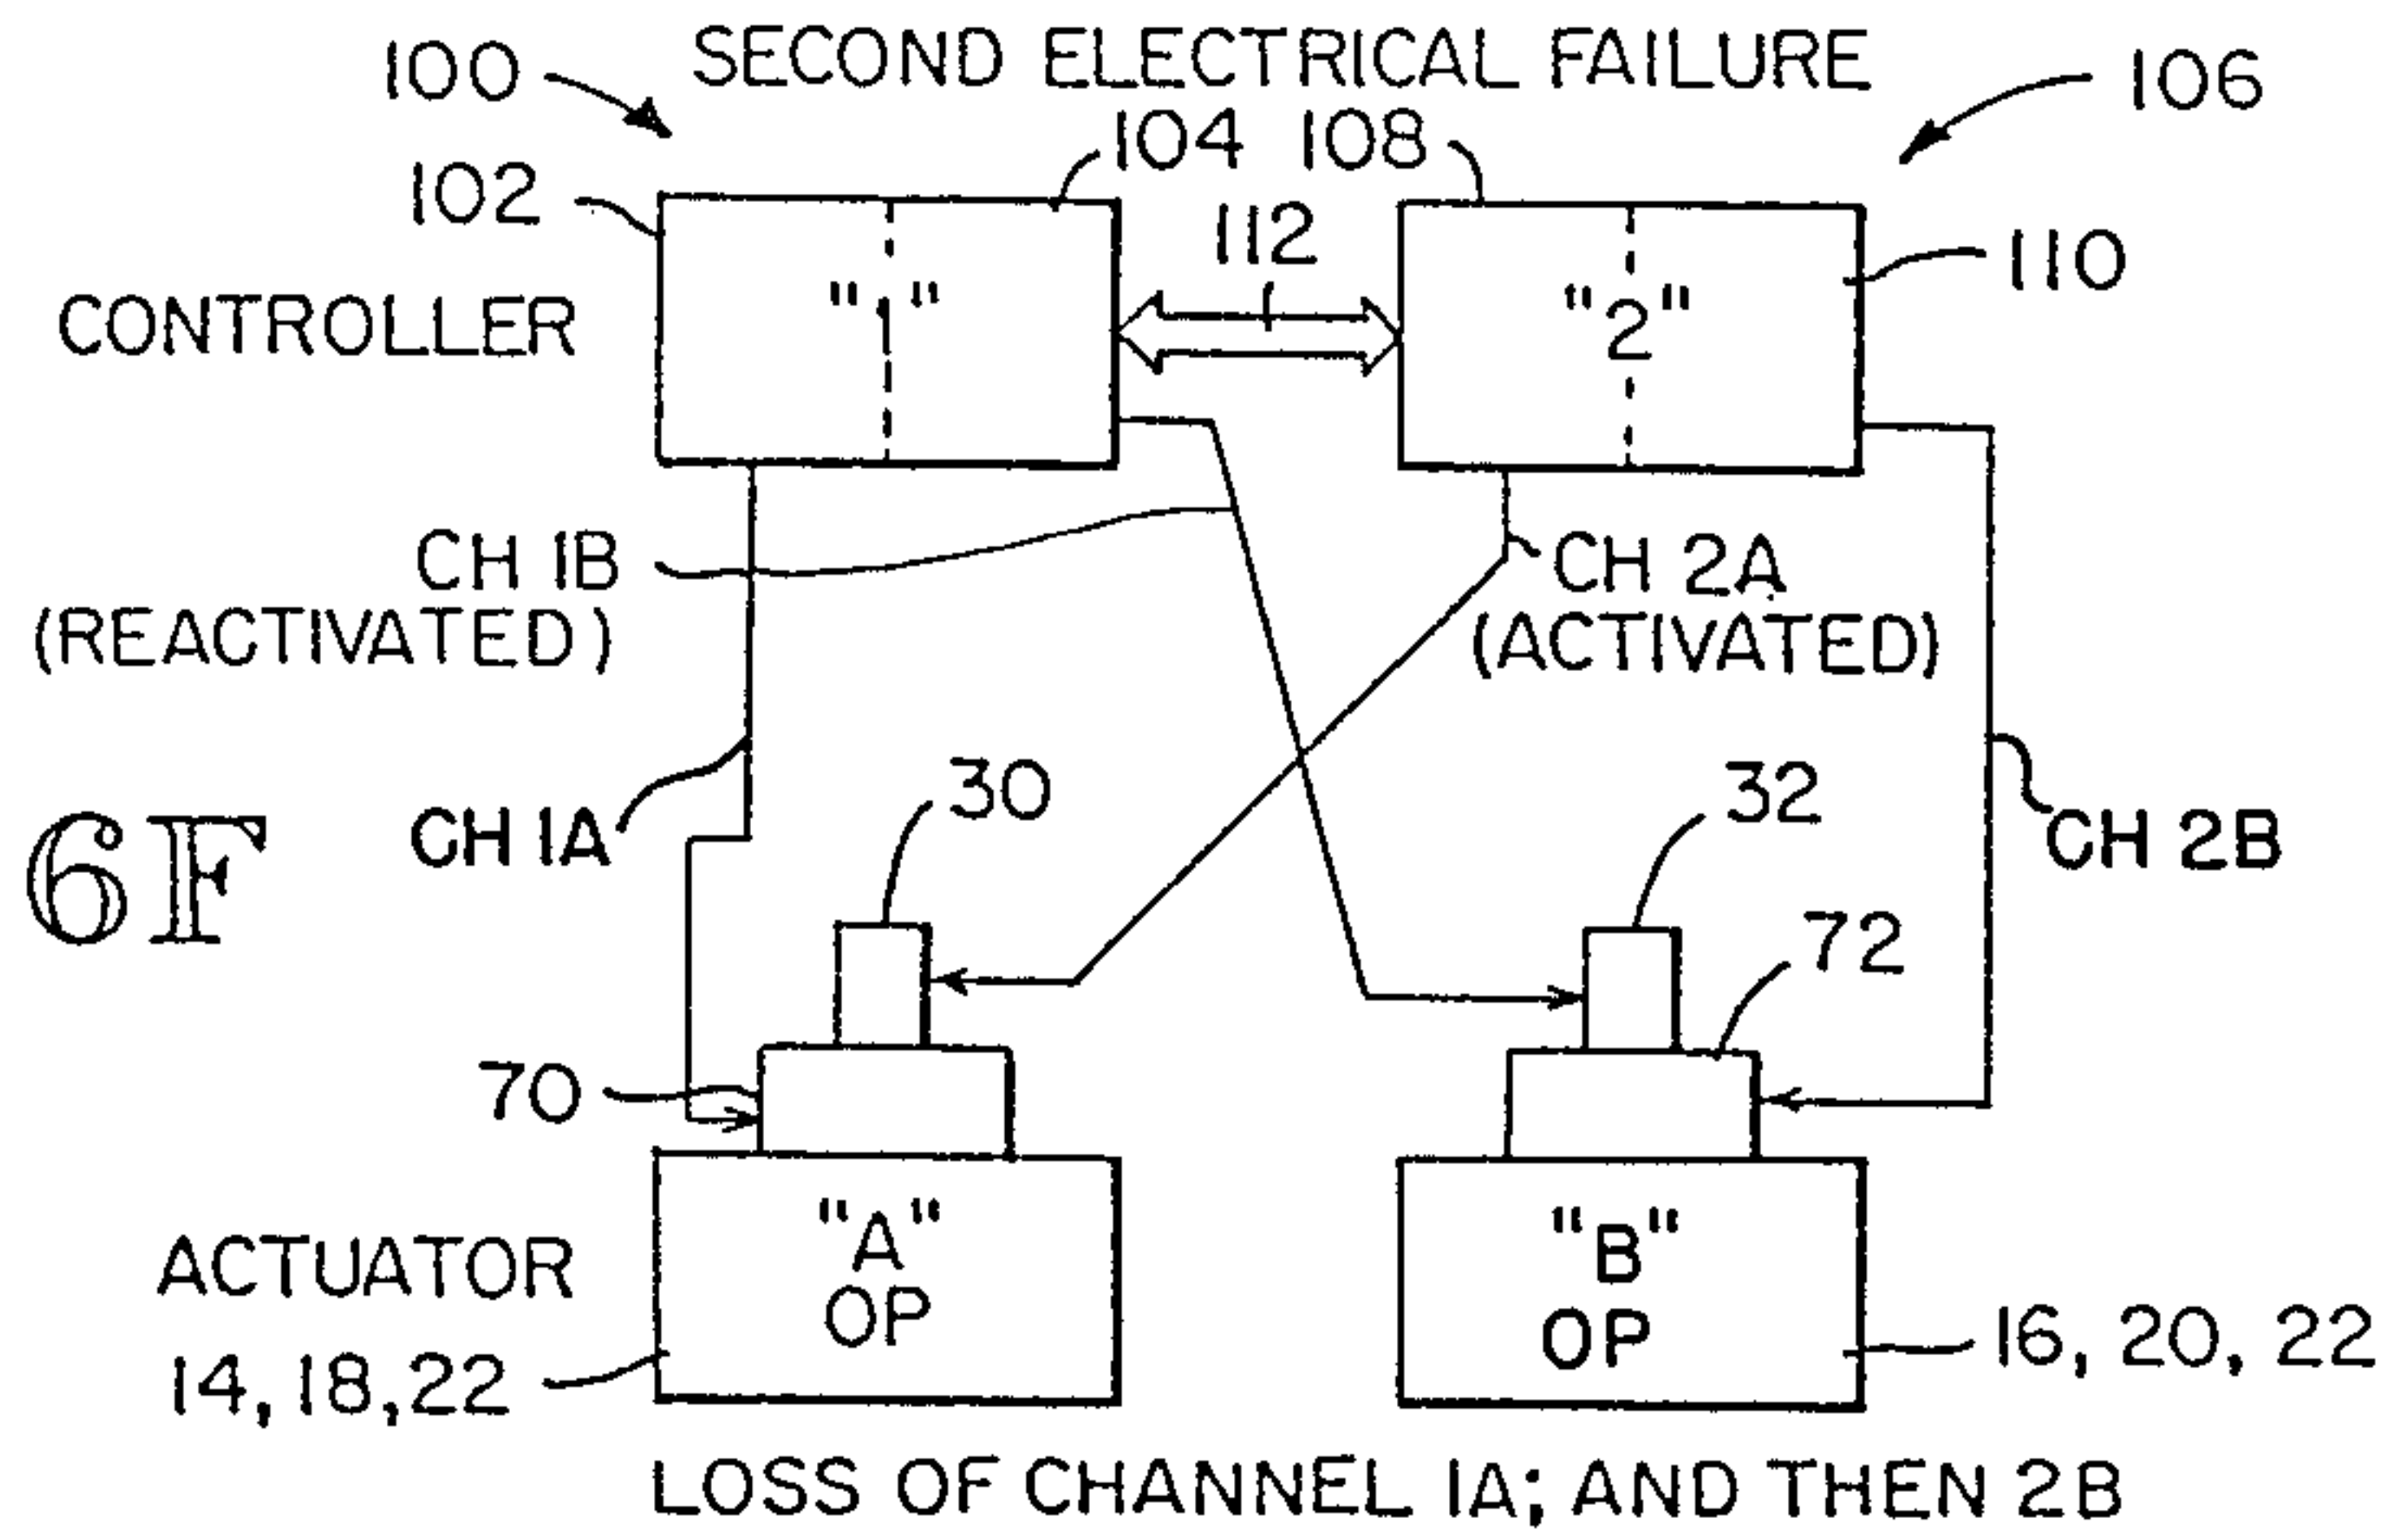 SECOND ELECTRICAL FAILURE
100
106
104
108
102
112
110
"1"
"2"
CONTROLLER
CH 1B
(REACTIVATED)
CH 2A
(ACTIVATED)
30
32
CH 1A
CH 2B
6F
72
70
"A"
OP
"B"
OP
ACTUATOR
14,18,22
16, 20, 22
LOSS OF CHANNEL 1A; AND THEN 2B